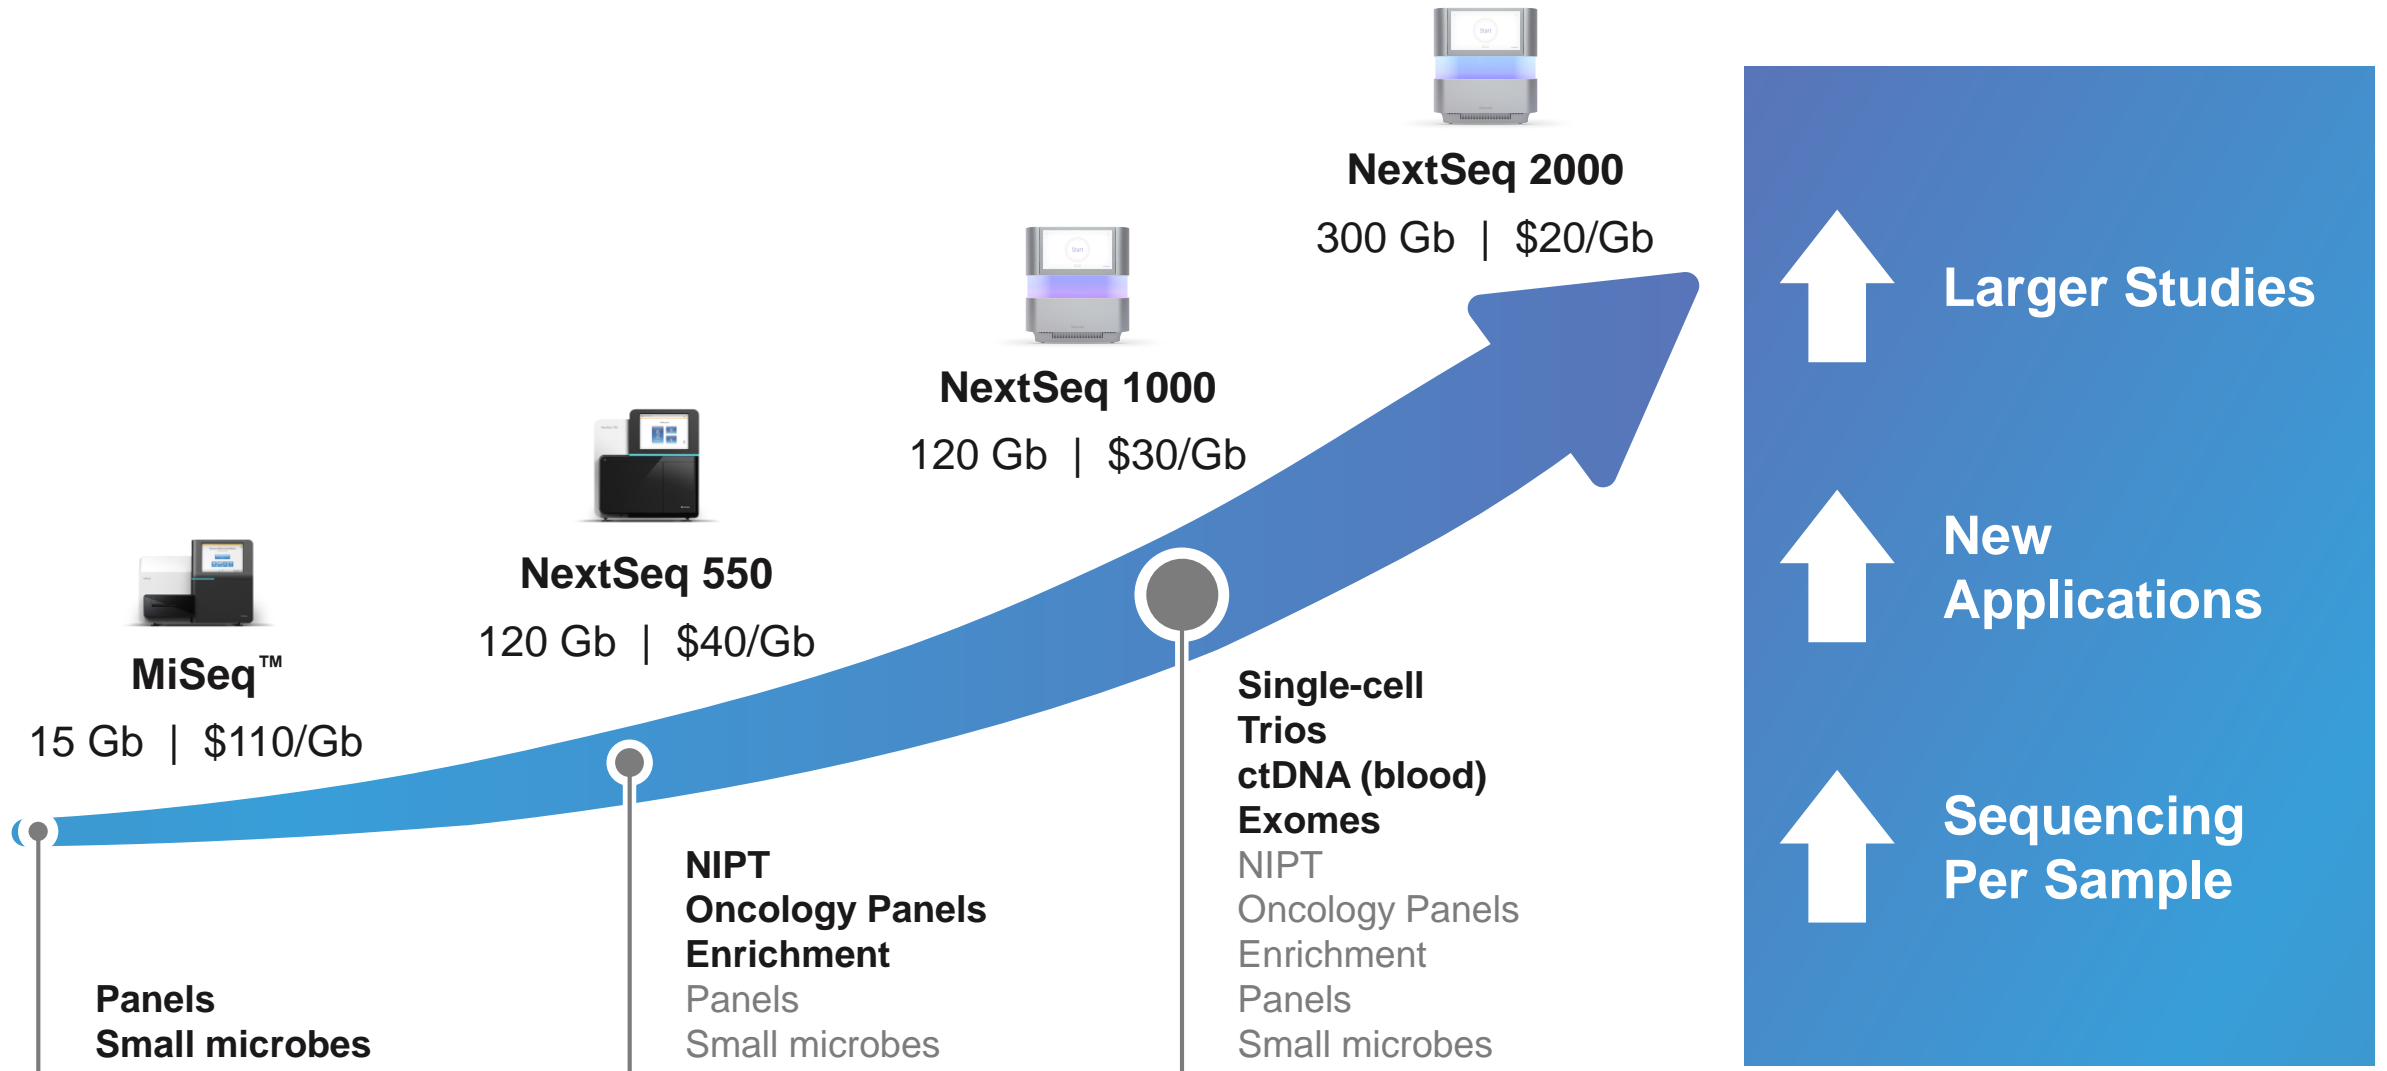 NextSeq 2000
300 Gb | $20/Gb
NextSeq 1000
120 Gb | $30/Gb
NextSeq 550
120 Gb | $40/Gb
MiSeq™
15 Gb | $110/Gb
Panels
Small microbes
NIPT
Oncology Panels
Enrichment
Panels
Small microbes
Single-cell
Trios
ctDNA (blood)
Exomes
NIPT
Oncology Panels
Enrichment
Panels
Small microbes
Larger Studies
New
Applications
Sequencing
Per Sample
Start
Start